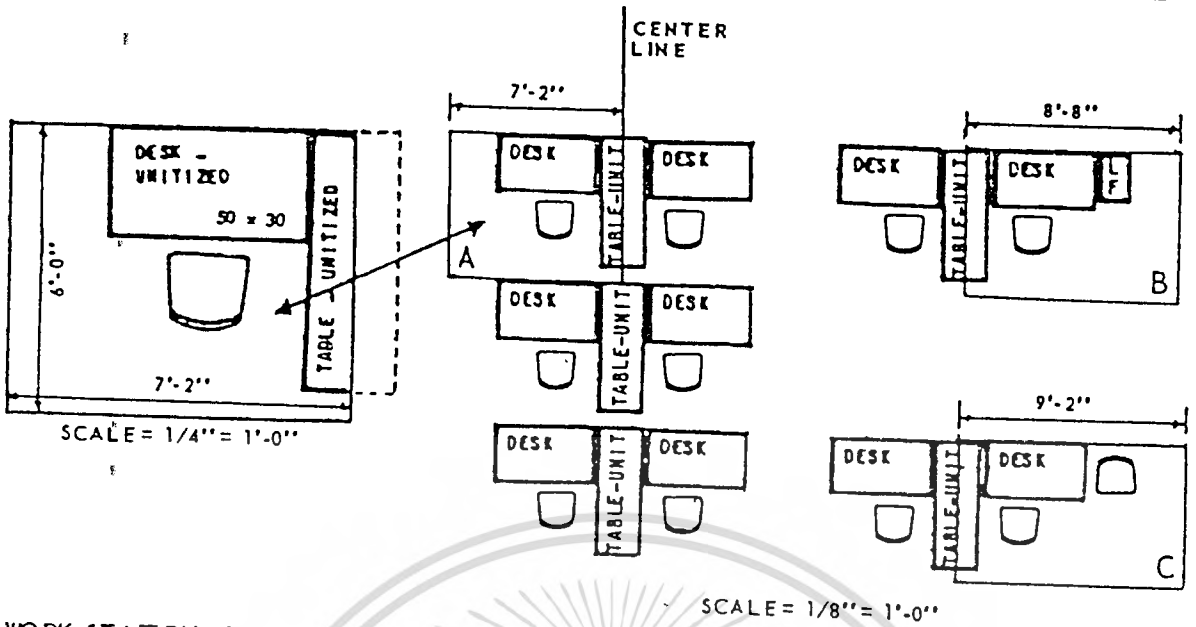 CENTER
LINE
7'-2"
8'-8"
DESK -
UNITIZED
50 x 30
TABLE - UNITIZED
6'-0"
7'-2"
SCALE = 1/4" = 1'-0"
DESK
TABLE-UNIT
DESK
A
DESK
TABLE-UNIT
DESK
DESK
TABLE-UNIT
DESK
DESK
TABLE-UNIT
DESK
L
F
B
9'-2"
DESK
TABLE-UNIT
DESK
C
SCALE = 1/8" = 1'-0"